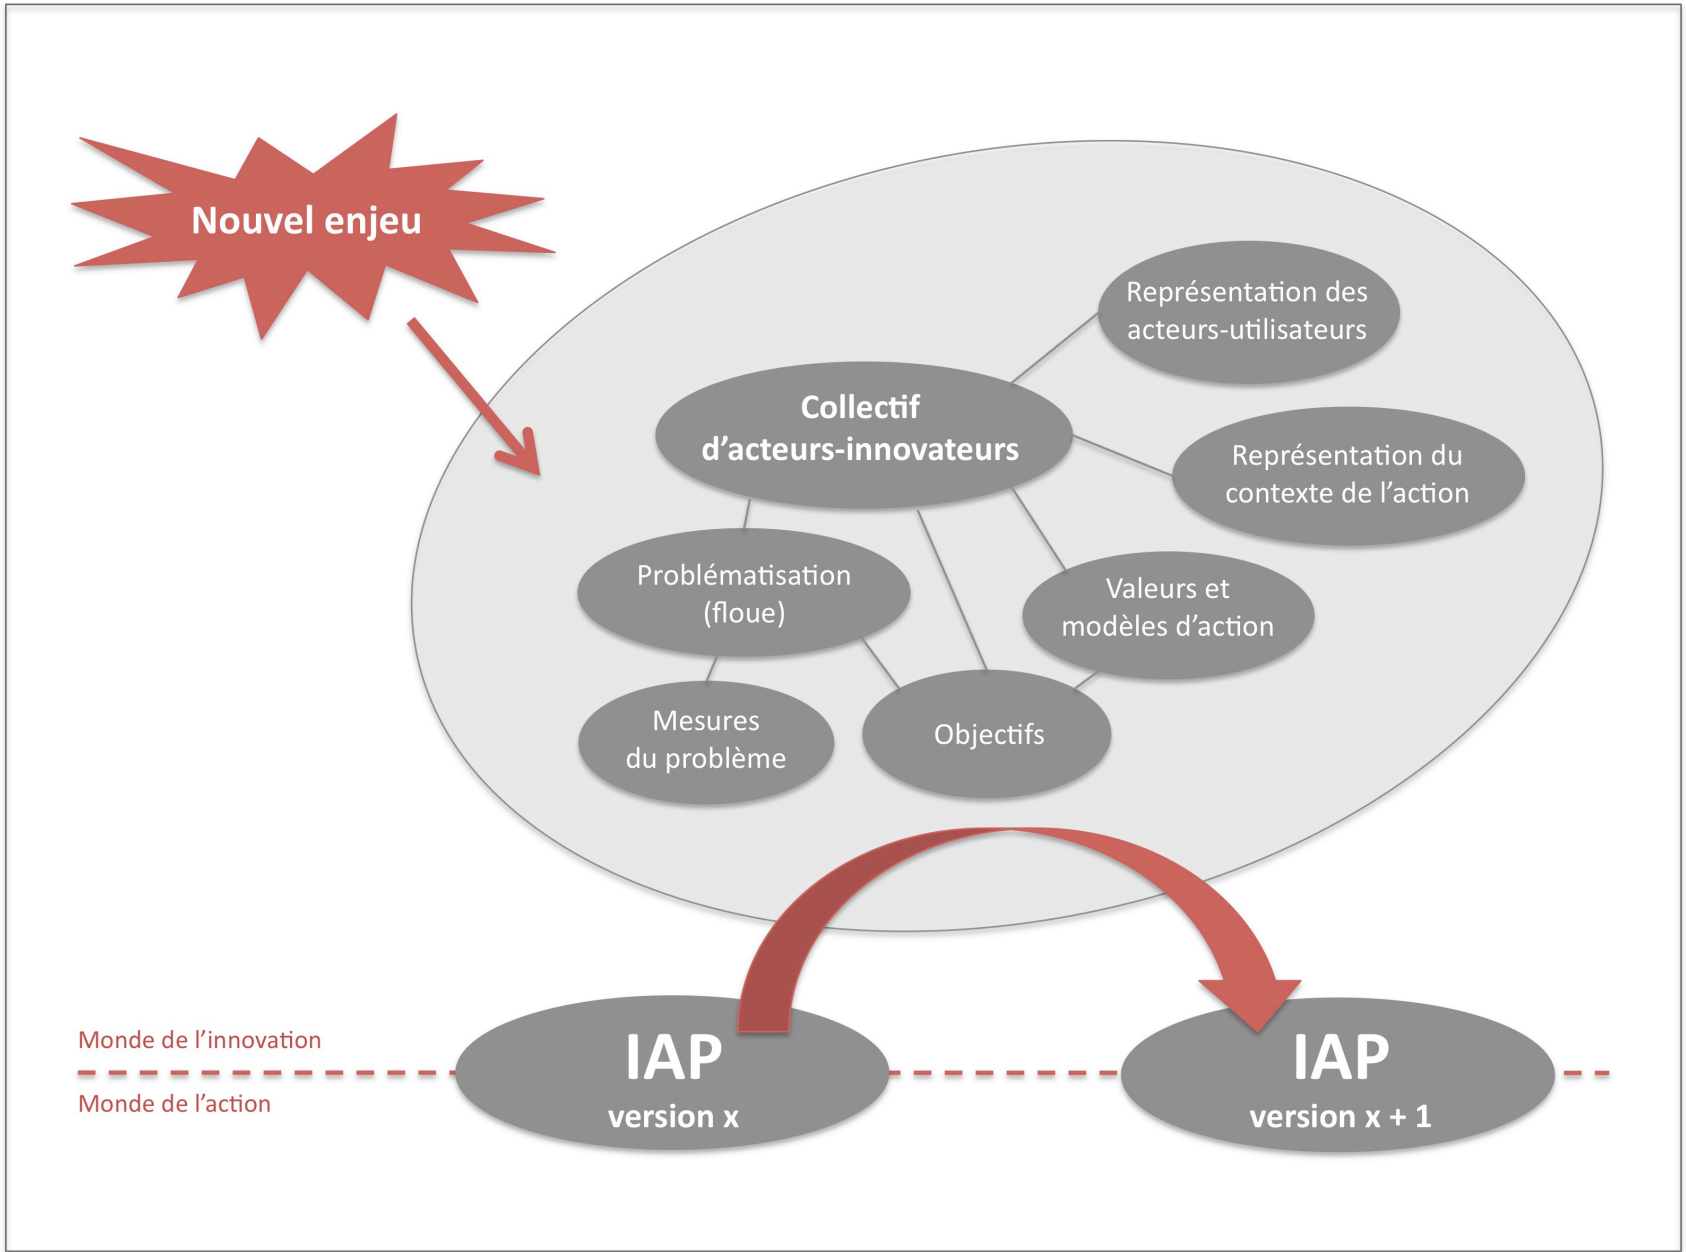 Nouvel enjeu
Représentation des
acteurs-utilisateurs
Collectif
d’acteurs-innovateurs
Représentation du
contexte de l’action
Problématisation
(floue)
Valeurs et
modèles d’action
Mesures
du problème
Objectifs
Monde de l’innovation
Monde de l’action
IAP
version x
IAP
version x + 1